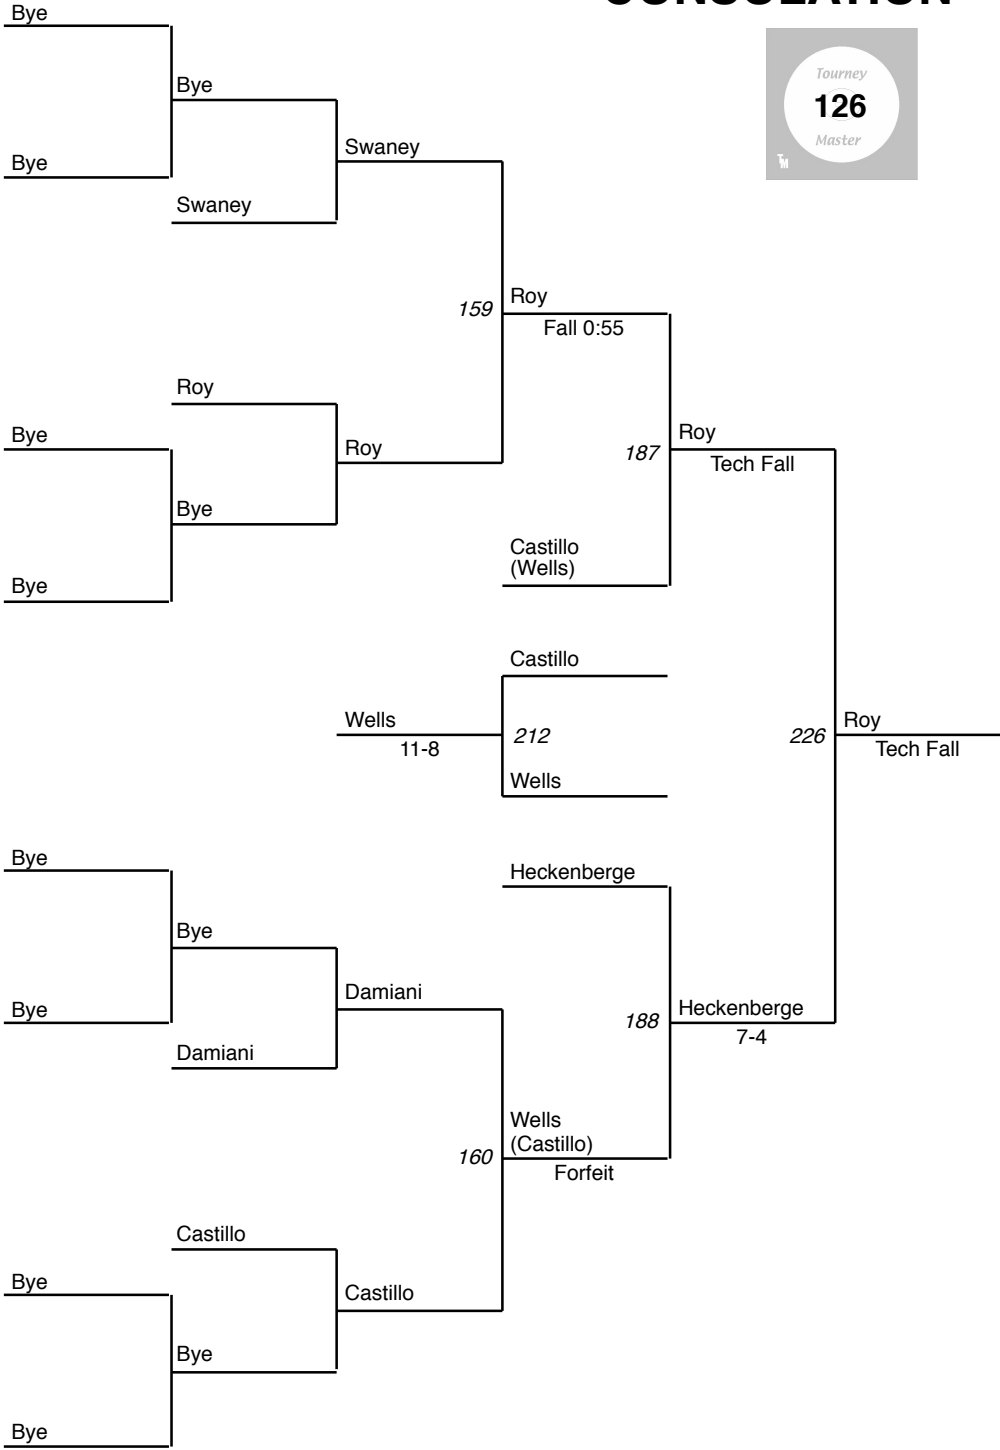 CONSOLATION
Bye
Tourney
126
Master
TM
Bye
Swaney
Bye
Swaney
Roy
159
Fall 0:55
Roy
Bye
Roy
Roy
187
Tech Fall
Bye
Castillo
(Wells)
Bye
Castillo
Wells
212
226
Roy
11-8
Tech Fall
Wells
Bye
Heckenberge
Bye
Damiani
Bye
188
Heckenberge
7-4
Damiani
Wells
(Castillo)
160
Forfeit
Castillo
Bye
Castillo
Bye
Bye